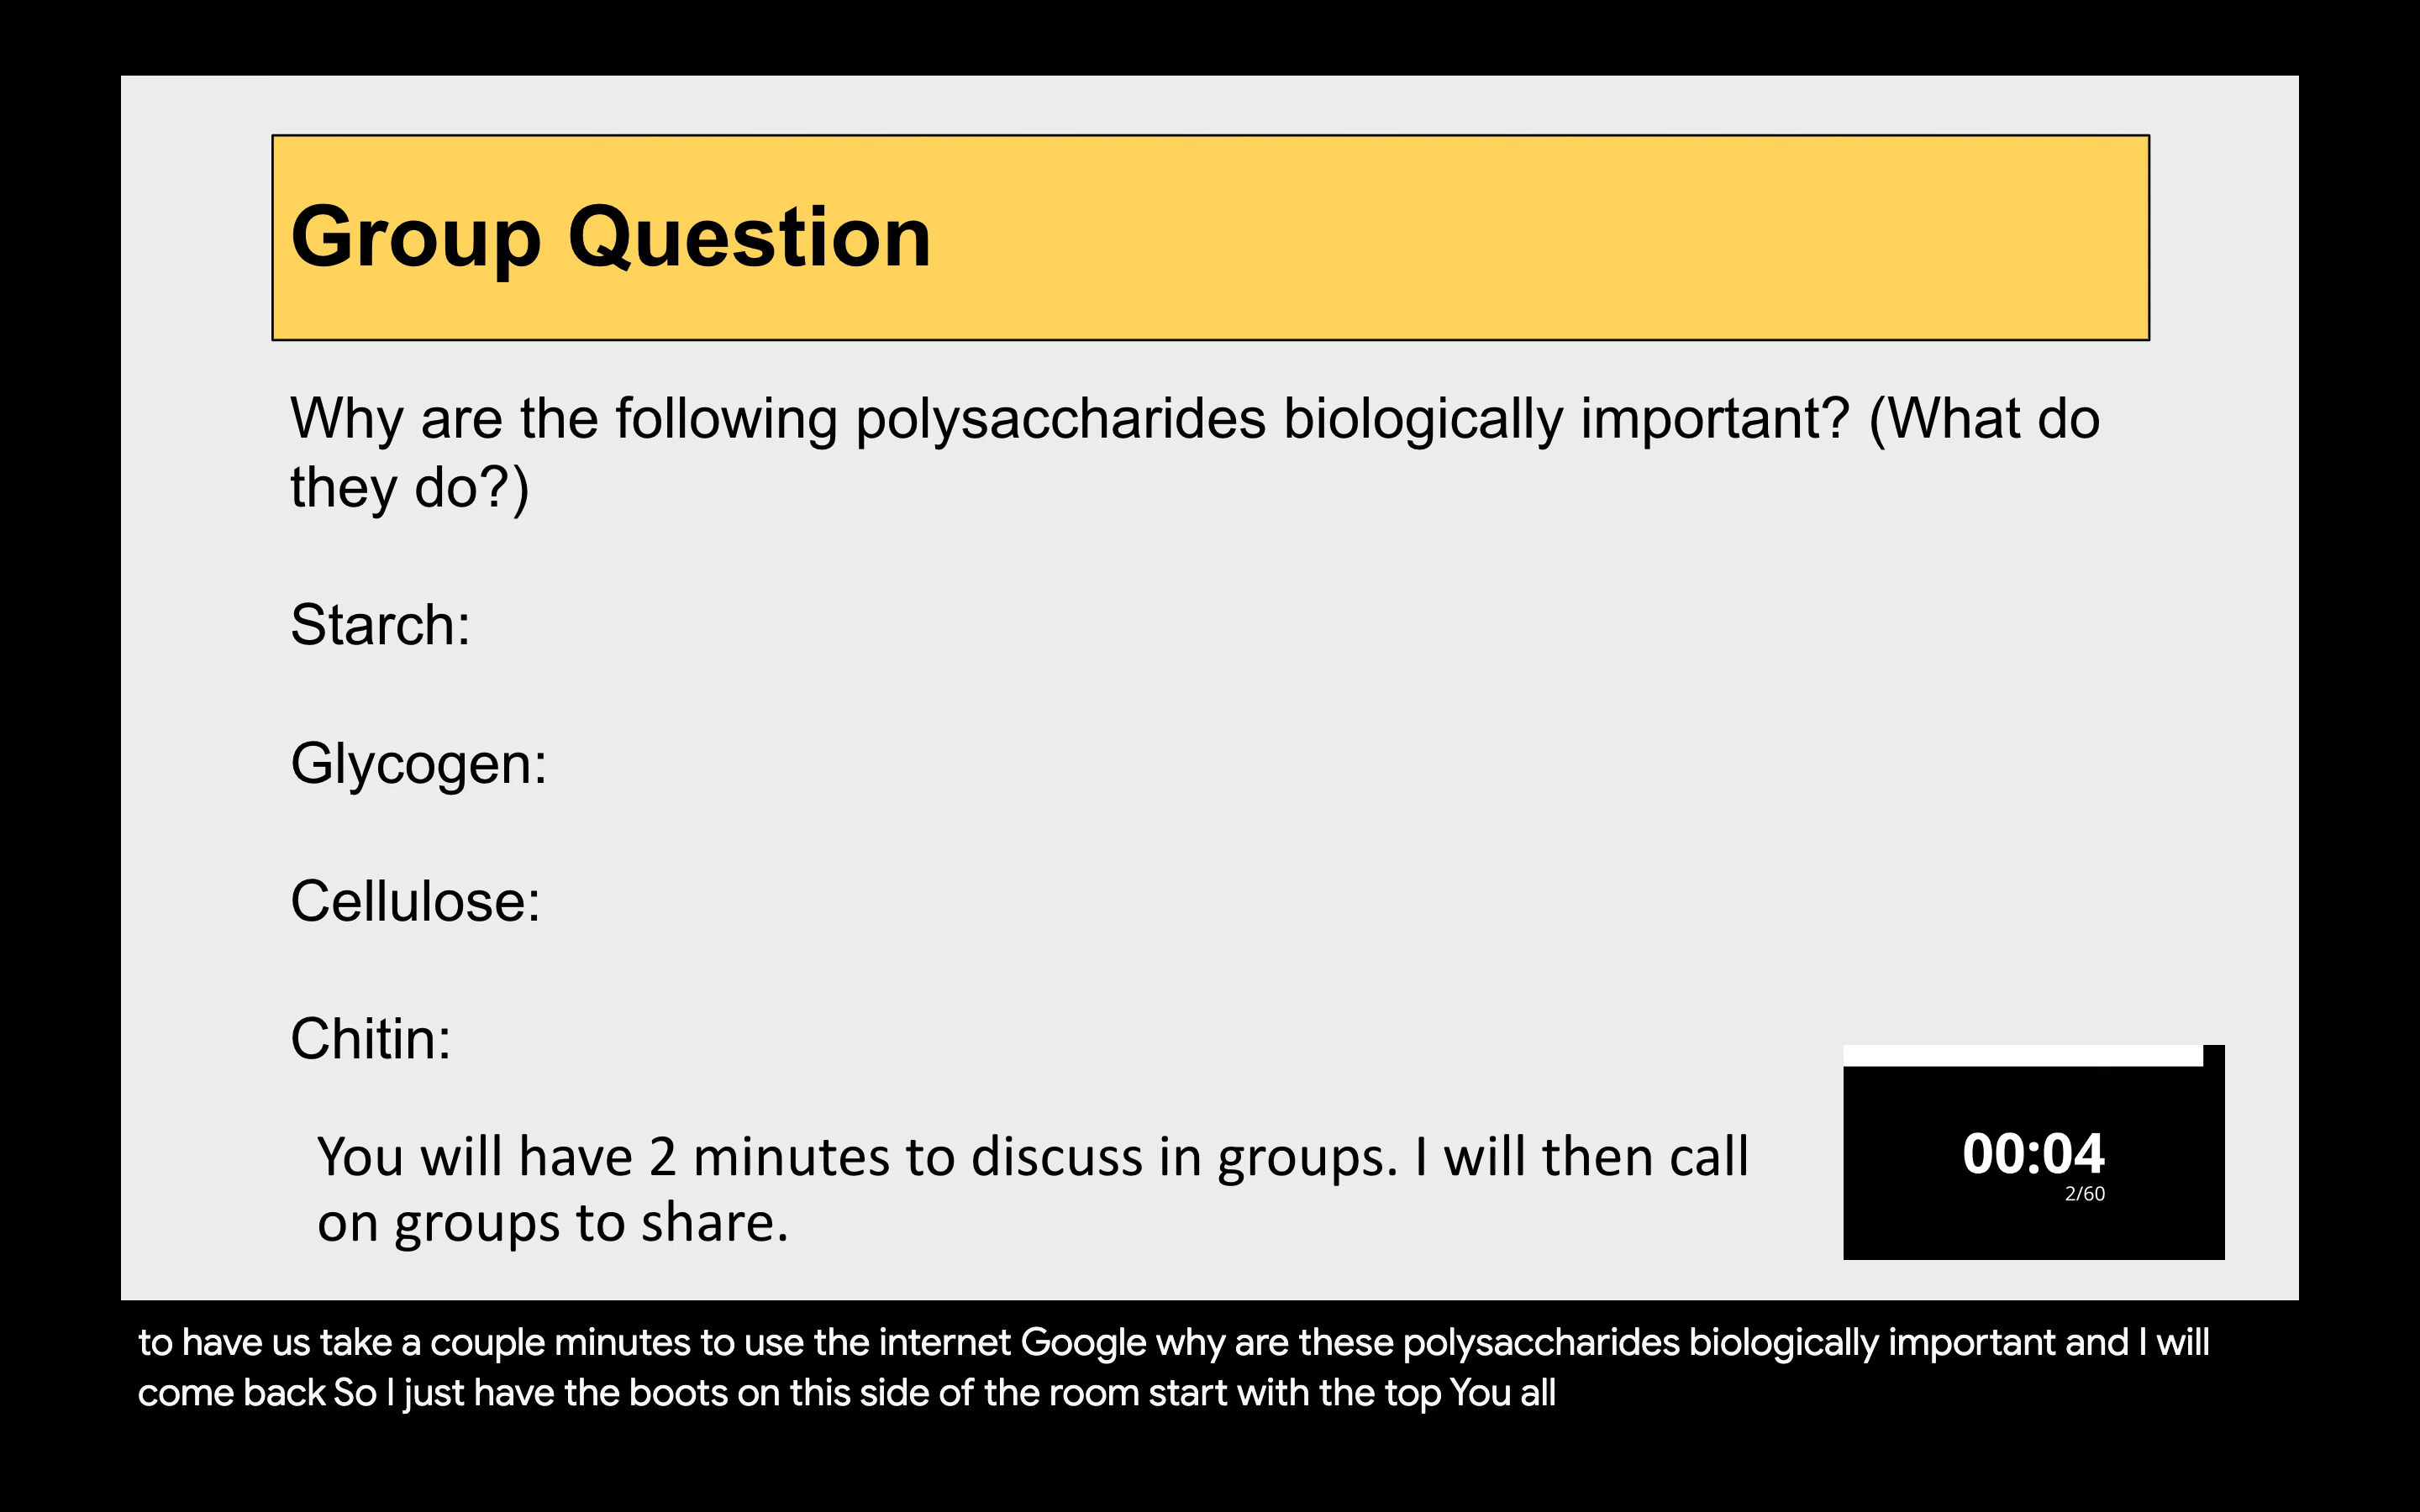 Group Question
Why are the following polysaccharides biologically important? (What do
they do?)
Starch:
Glycogen:
Cellulose:
Chitin:
You will have 2 minutes to discuss in groups. I will then call
on groups to share.
00:04
2/60
to have us take a couple minutes to use the internet Google why are these polysaccharides biologically important and I will
come back So I just have the boots on this side of the room start with the top You all